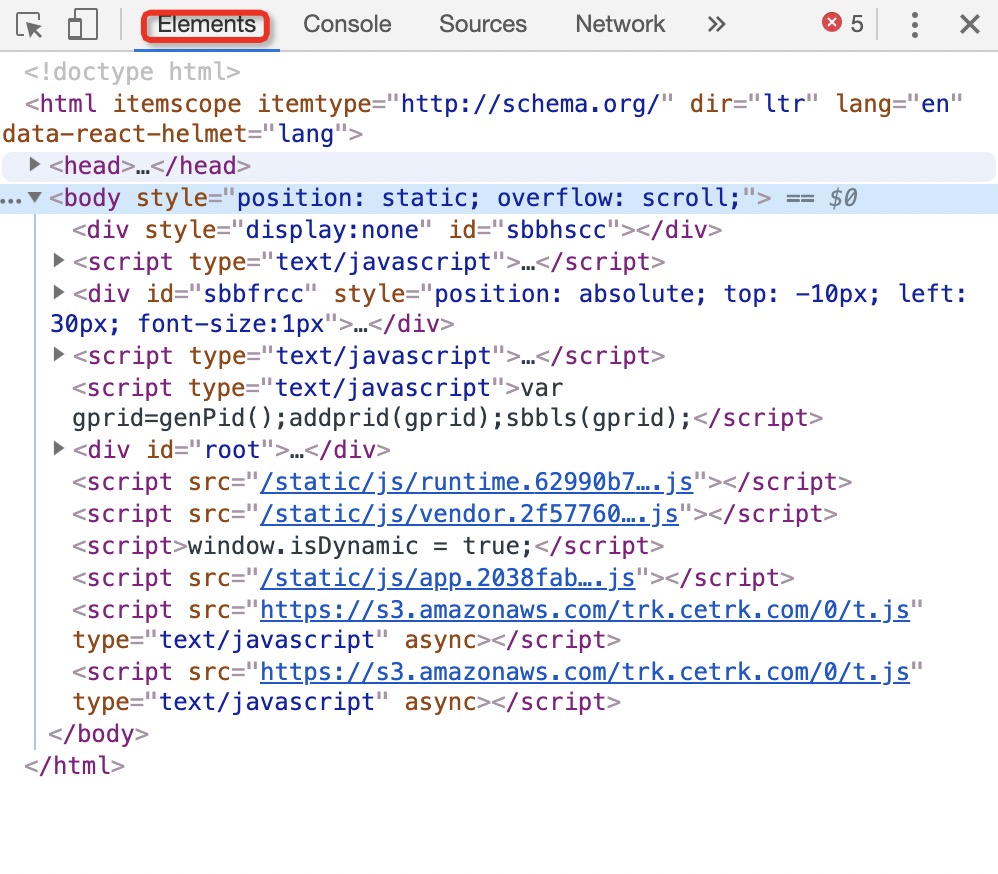 Elements Console Sources Network » 5
<!doctype html>
<html itemscope itemtype="http://schema.org/" dir="ltr" lang="en"
data-react-helmet="lang">
<head>…</head>
…<body style="position: static; overflow: scroll;"> == $0
<div style="display:none" id="sbbhscc"></div>
<script type="text/javascript">…</script>
<div id="sbbfrcc" style="position: absolute; top: -10px; left:
30px; font-size:1px">…</div>
<script type="text/javascript">…</script>
<script type="text/javascript">var
gprid=genPid();addprid(gprid);sbbls(gprid);</script>
<div id="root">…</div>
<script src="/static/js/runtime.62990b7….js"></script>
<script src="/static/js/vendor.2f57760….js"></script>
<script>window.isDynamic = true;</script>
<script src="/static/js/app.2038fab….js"></script>
<script src="https://s3.amazonaws.com/trk.cetrk.com/0/t.js"
type="text/javascript" async></script>
<script src="https://s3.amazonaws.com/trk.cetrk.com/0/t.js"
type="text/javascript" async></script>
</body>
</html>